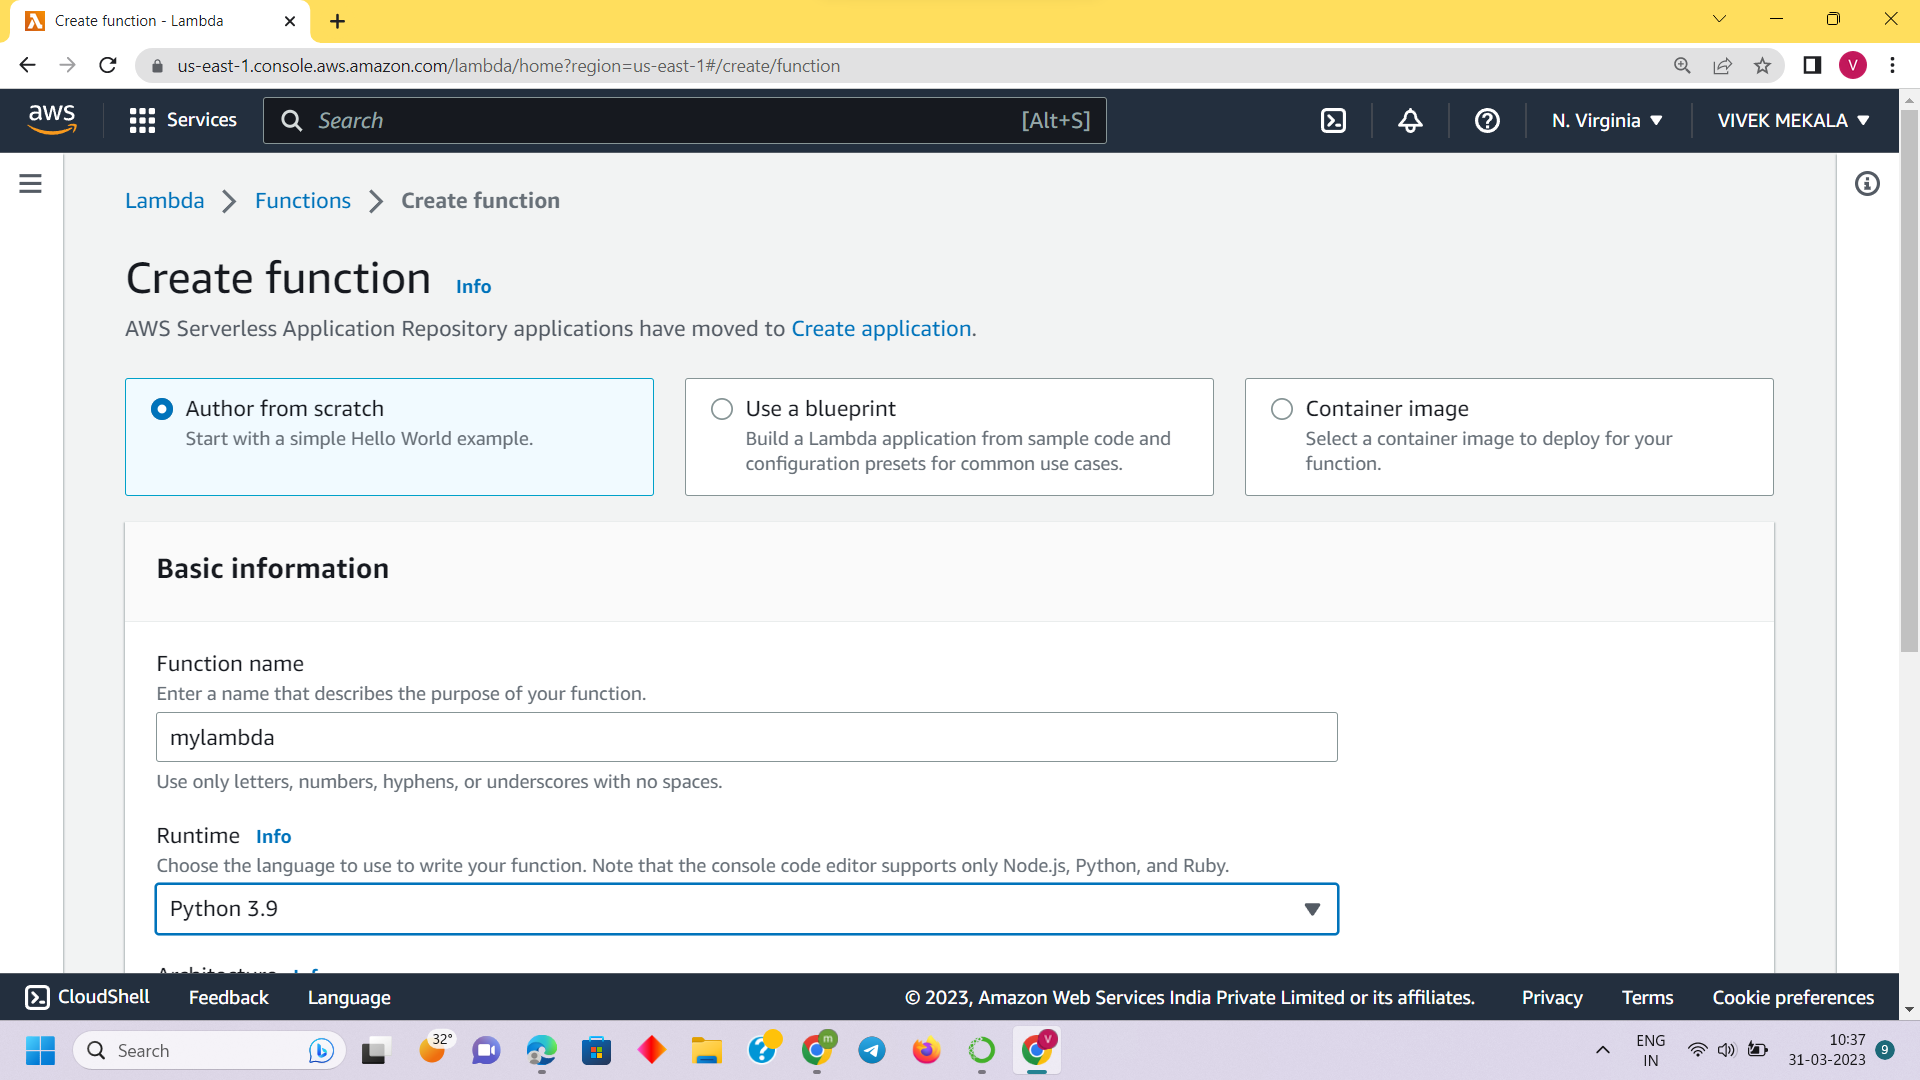 Create function - Lambda
us-east-1.console.aws.amazon.com/lambda/home?region=us-east-1#/create/function
V
aws
Services
Search
[Alt+S]
N. Virginia
VIVEK MEKALA
Lambda
Functions
Create function
Create function
Info
AWS Serverless Application Repository applications have moved to Create application.
Author from scratch
Start with a simple Hello World example.
Use a blueprint
Build a Lambda application from sample code and
configuration presets for common use cases.
Container image
Select a container image to deploy for your
function.
Basic information
Function name
Enter a name that describes the purpose of your function.
mylambda
Use only letters, numbers, hyphens, or underscores with no spaces.
Runtime Info
Choose the language to use to write your function. Note that the console code editor supports only Node.js, Python, and Ruby.
Python 3.9
Architecture Info
CloudShell
Feedback
Language
© 2023, Amazon Web Services India Private Limited or its affiliates.
Privacy
Terms
Cookie preferences
Search
32°
m
V
ENG
IN
10:37
31-03-2023
9